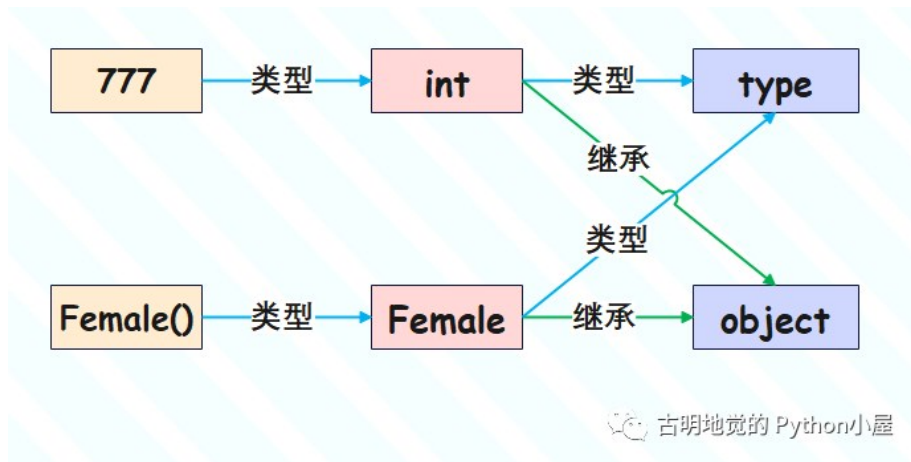 777
类型
int
类型
type
继承
类型
Female()
类型
Female
继承
object
古明地觉的 Python小屋